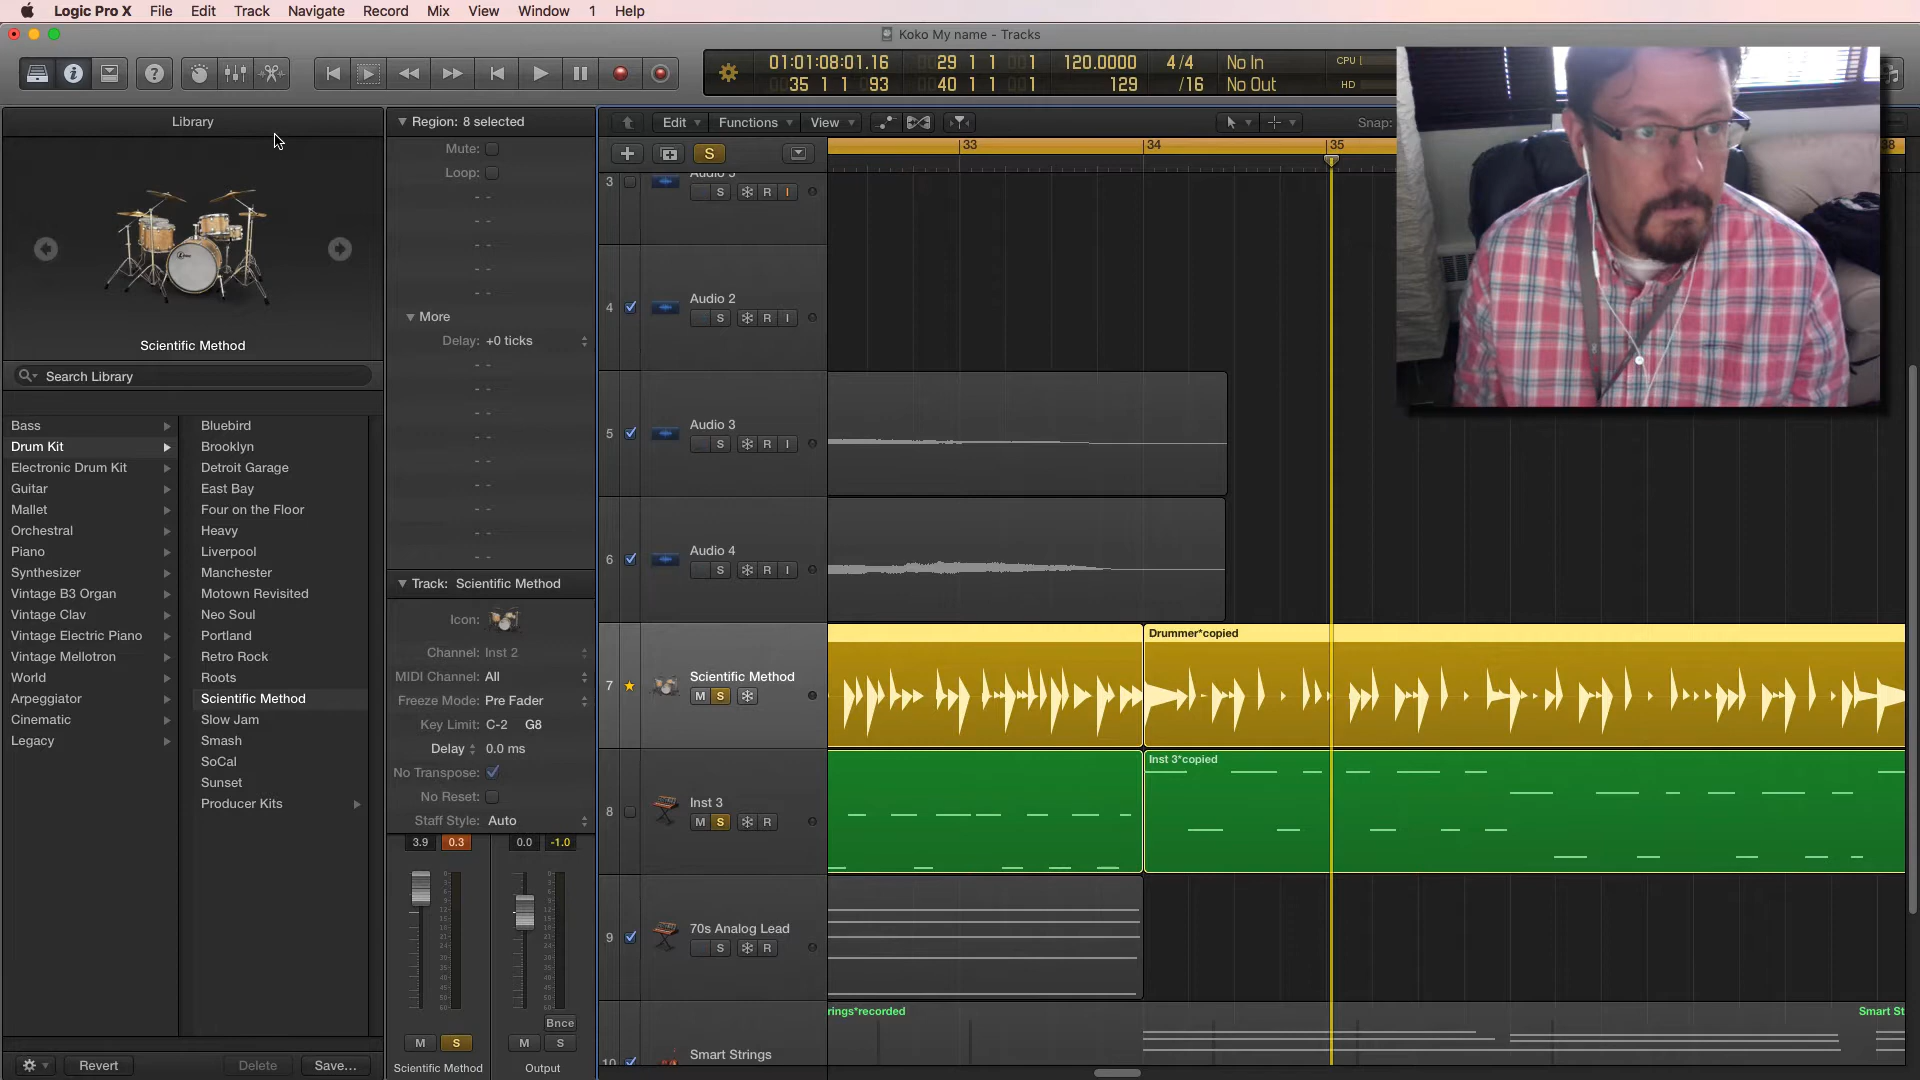 Logic Pro X File Edit Track Navigate Record Mix View Window 1 Help
Koko My name - Tracks
01:01:08:01.16 29 1 1 1 120.0000 4/4 No In CPU
35 1 1 93 40 1 1 1 129 /16 No Out HD
Library
Region: 8 selected
Edit Functions View Snap:
Mute:
Loop:
S
33 34 35 38
More
Delay: +0 ticks
Scientific Method
Search Library
Bass
Drum Kit
Electronic Drum Kit
Guitar
Mallet
Orchestral
Piano
Synthesizer
Vintage B3 Organ
Vintage Clav
Vintage Electric Piano
Vintage Mellotron
World
Arpeggiator
Cinematic
Legacy
Bluebird
Brooklyn
Detroit Garage
East Bay
Four on the Floor
Heavy
Liverpool
Manchester
Motown Revisited
Neo Soul
Portland
Retro Rock
Roots
Scientific Method
Slow Jam
Smash
SoCal
Sunset
Producer Kits
Revert Delete Save...
Track: Scientific Method
Icon:
Channel: Inst 2
MIDI Channel: All
Freeze Mode: Pre Fader
Key Limit: C-2 G8
Delay 0.0 ms
No Transpose:
No Reset:
Staff Style: Auto
3.9 0.3 0.0 -1.0
Bnce
M S M S
Scientific Method Output
3
S R I
4 Audio 2
S R I
5 Audio 3
S R I
6 Audio 4
S R I
7 Scientific Method
M S
Drummer*copied
8 Inst 3
M S R
Inst 3*copied
9 70s Analog Lead
S R
10 Smart Strings
rings*recorded
Smart St